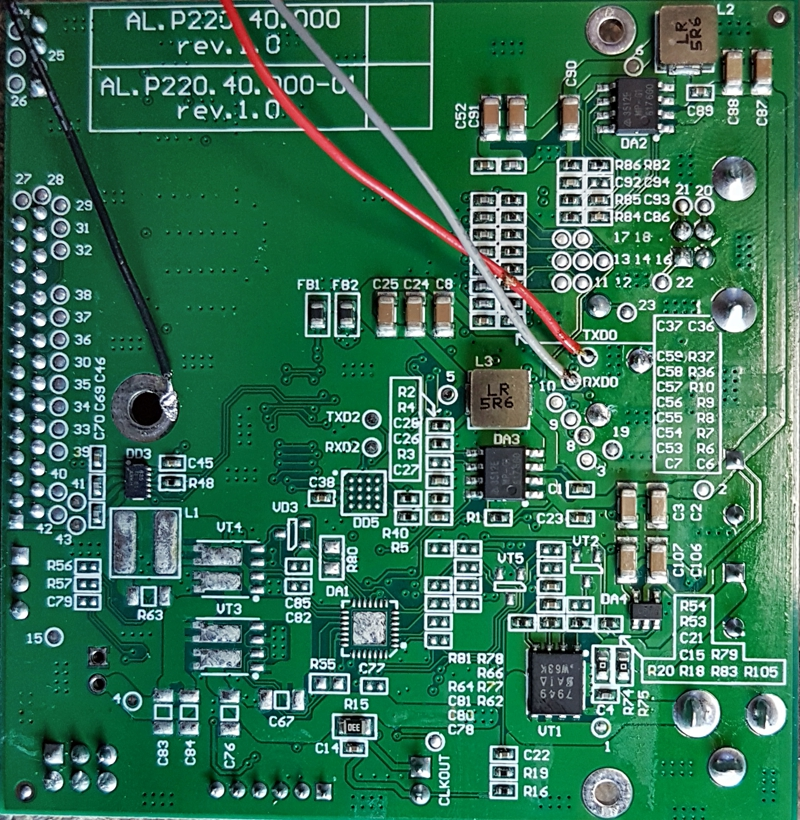 AL.P220.40.000
rev.1.0
AL.P220.40.000-01
rev.1.0
24
25
26
L2
LR
5R6
6
C90
C52
C91
C89
C88
C87
DA2
R86 R82
C92 C94
R85 C93
R84 C86
21 20
17 18
13 14 16
11 12
22
23
27
28
29
31
32
38
37
36
30
35
34
33
39
40
41
42
43
C70 C69 C46
FB1
FB2
C25
C24
C8
TXD0
RXD0
1
C37 C36
C59 R37
C58 R36
C57 R10
C56 R9
C55 R8
C54 R7
C53 R6
C7 C6
L3
LR
5R6
5
10
9
8
19
3
2
R2
R4
C28
C26
R3
C27
TXD2
RXD2
DA3
DD3
C45
R48
C38
DD5
C1
R1
C23
C3
C2
L1
VT4
VD3
R40
R5
R80
VT5
VT2
C107
C106
R56
R57
C79
R63
VT3
C85
C82
DA1
DA4
R54
R53
C21
C15 R79
R20 R18 R83 R105
15
4
R55
C77
R81 R78
R66
R64 R77
C81 R62
C80
C78
7949
SA1Δ
.W63K
C4
R74
R75
VT1
1
C83
C84
C76
C67
R15
DEE
C14
CLKOUT
C22
R19
R16